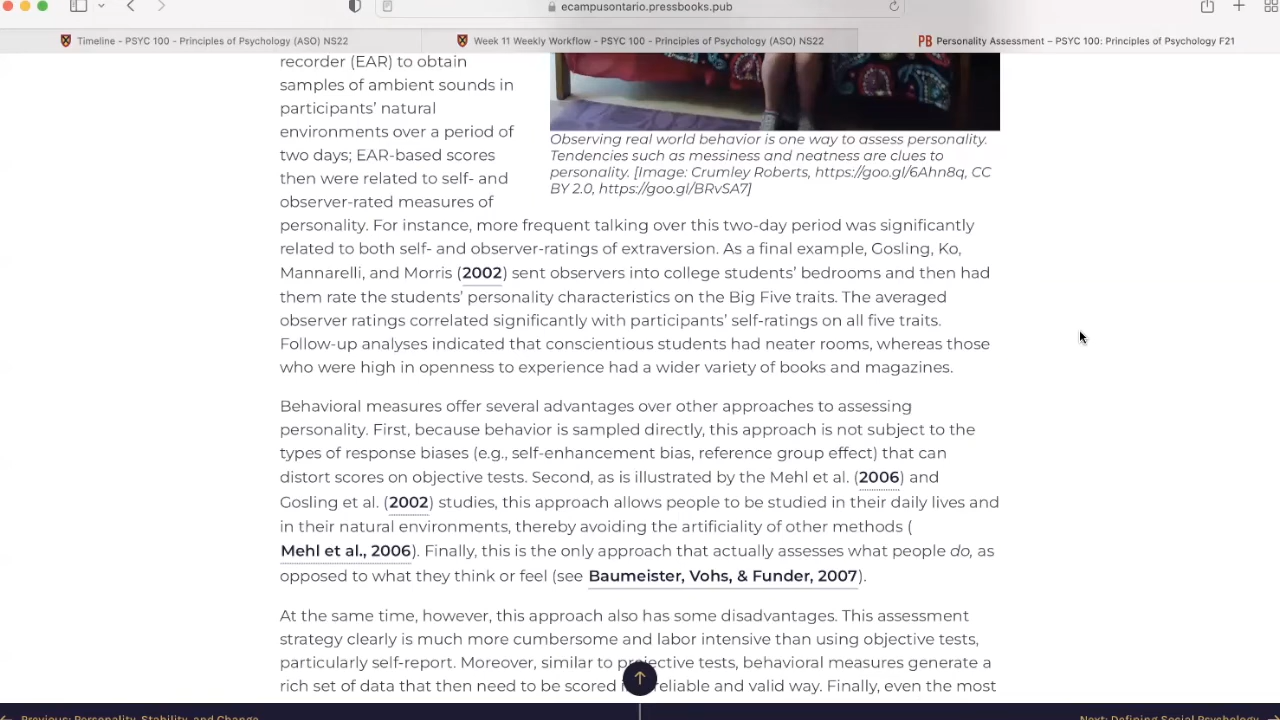 ecampusontario.pressbooks.pub
Timeline - PSYC 100 - Principles of Psychology (ASO) NS22
Week 11 Weekly Workflow - PSYC 100 - Principies of Psychology (ASO) NS22
PB Personality Assessment – PSYC 100: Principles of Psychology F21
recorder (EAR) to obtain
samples of ambient sounds in
participants’ natural
environments over a period of
two days; EAR-based scores
then were related to self- and
observer-rated measures of
Observing real world behavior is one way to assess personality.
Tendencies such as messiness and neatness are clues to
personality. [Image: Crumley Roberts, https://goo.gl/6Ahn8q, CC
BY 2.0, https://goo.gl/BRvSA7]
personality. For instance, more frequent talking over this two-day period was significantly
related to both self- and observer-ratings of extraversion. As a final example, Gosling, Ko,
Mannarelli, and Morris (2002) sent observers into college students’ bedrooms and then had
them rate the students’ personality characteristics on the Big Five traits. The averaged
observer ratings correlated significantly with participants’ self-ratings on all five traits.
Follow-up analyses indicated that conscientious students had neater rooms, whereas those
who were high in openness to experience had a wider variety of books and magazines.
Behavioral measures offer several advantages over other approaches to assessing
personality. First, because behavior is sampled directly, this approach is not subject to the
types of response biases (e.g., self-enhancement bias, reference group effect) that can
distort scores on objective tests. Second, as is illustrated by the Mehl et al. (2006) and
Gosling et al. (2002) studies, this approach allows people to be studied in their daily lives and
in their natural environments, thereby avoiding the artificiality of other methods (
Mehl et al., 2006). Finally, this is the only approach that actually assesses what people do, as
opposed to what they think or feel (see Baumeister, Vohs, & Funder, 2007).
At the same time, however, this approach also has some disadvantages. This assessment
strategy clearly is much more cumbersome and labor intensive than using objective tests,
particularly self-report. Moreover, similar to projective tests, behavioral measures generate a
rich set of data that then need to be scored reliable and valid way. Finally, even the most
Previous: Personality, Stability, and Change
Next: Defining Social Psychology